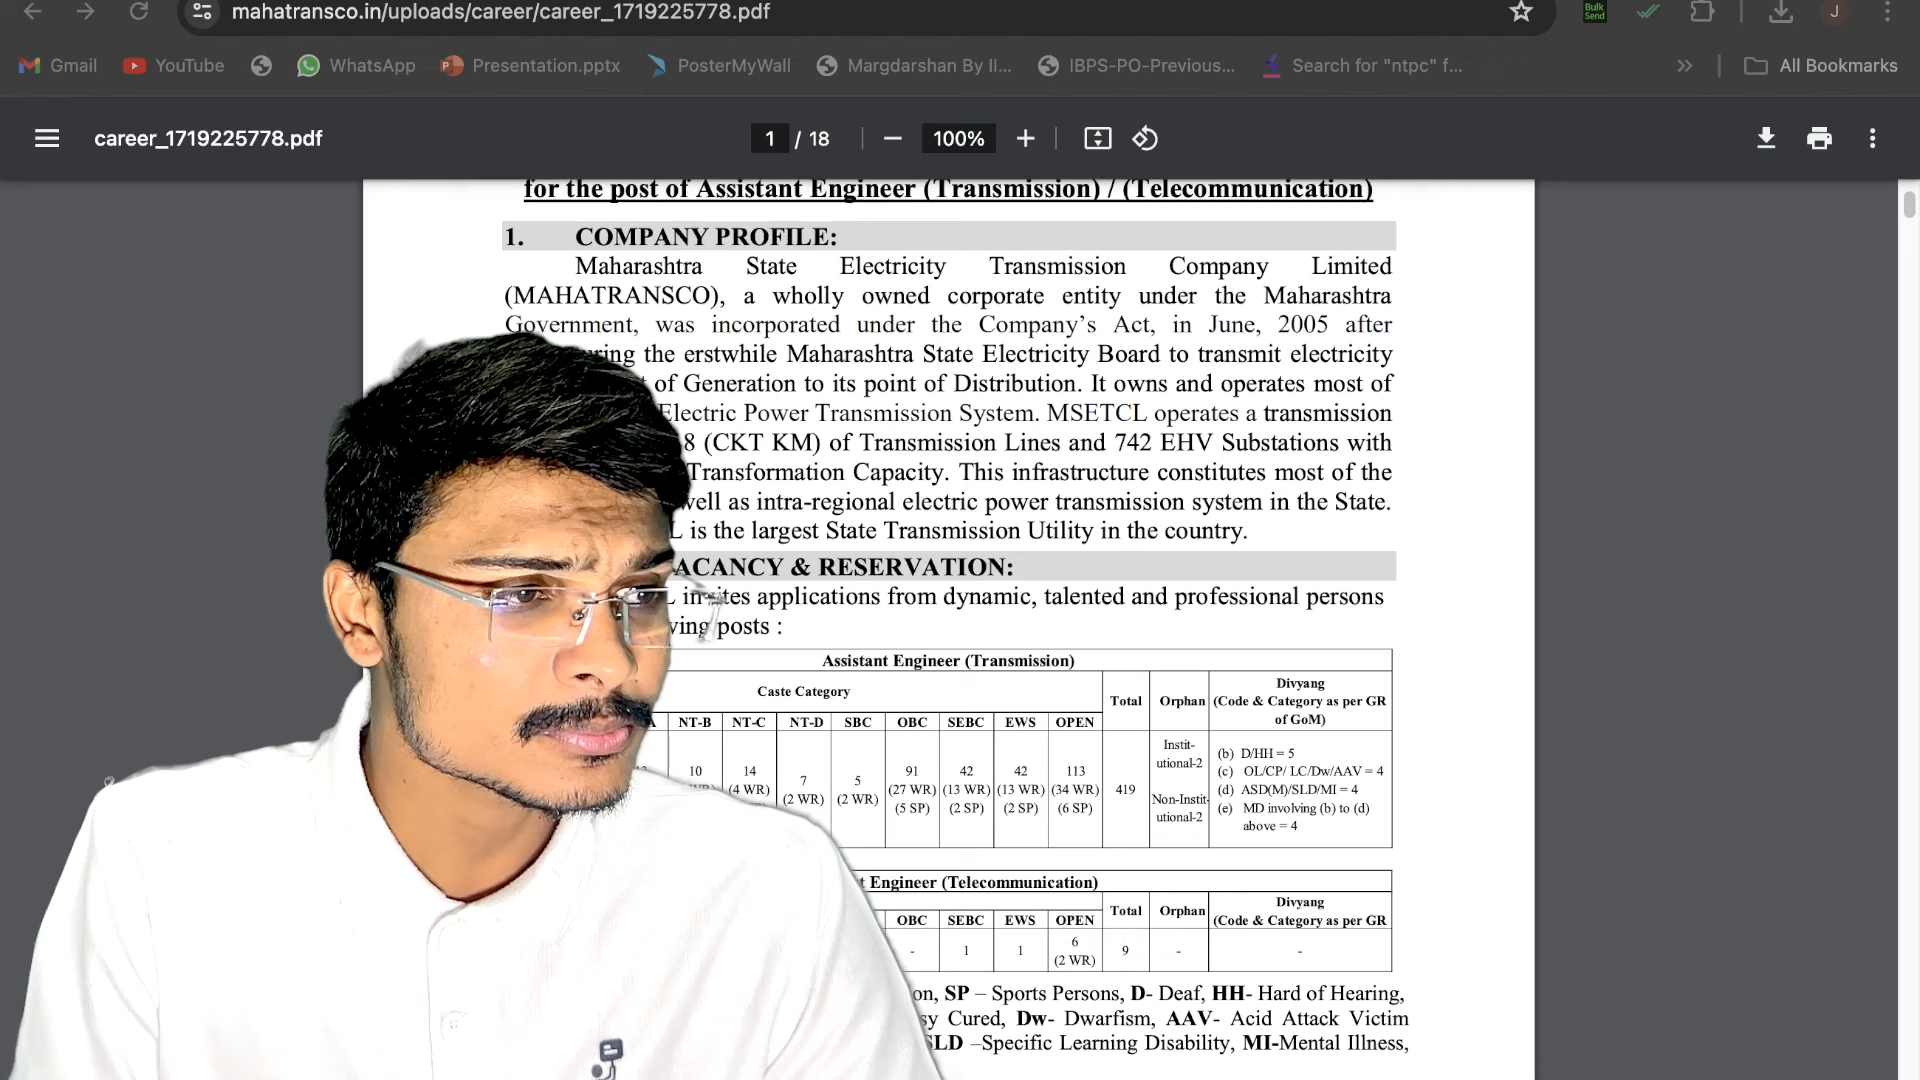 mahatransco.in/uploads/career/career_1719225778.pdf
Bulk
Send
J
Gmail
YouTube
WhatsApp
Presentation.pptx
PosterMyWall
Margdarshan By Il...
IBPS-PO-Previous...
Search for "ntpc" f...
All Bookmarks
career_1719225778.pdf
1 / 18
100%
for the post of Assistant Engineer (Transmission) / (Telecommunication)
1. COMPANY PROFILE:
Maharashtra State Electricity Transmission Company Limited
(MAHATRANSCO), a wholly owned corporate entity under the Maharashtra
Government, was incorporated under the Company's Act, in June, 2005 after
the erstwhile Maharashtra State Electricity Board to transmit electricity
of Generation to its point of Distribution. It owns and operates most of
Electric Power Transmission System. MSETCL operates a transmission
8 (CKT KM) of Transmission Lines and 742 EHV Substations with
Transformation Capacity. This infrastructure constitutes most of the
well as intra-regional electric power transmission system in the State.
L is the largest State Transmission Utility in the country.
ACANCY & RESERVATION:
applications from dynamic, talented and professional persons
posts :
Assistant Engineer (Transmission)
Caste Category Total Orphan Divyang
(Code & Category as per GR
of GoM)
NT-B NT-C NT-D SBC OBC SEBC EWS OPEN
10 14 7 5 91 42 42 113 419
(4 WR) (2 WR) (2 WR) (27 WR) (13 WR) (13 WR) (34 WR)
(5 SP) (2 SP) (2 SP) (6 SP)
Instit-
utional-2
Non-Instit-
utional-2
(b) D/HH = 5
(c) OL/CP/ LC/Dw/AAV = 4
(d) ASD(M)/SLD/MI = 4
(e) MD involving (b) to (d)
above = 4
Engineer (Telecommunication)
Total Orphan Divyang
(Code & Category as per GR
OBC SEBC EWS OPEN
- 1 1 6 9 - -
(2 WR)
on, SP – Sports Persons, D- Deaf, HH- Hard of Hearing,
sy Cured, Dw- Dwarfism, AAV- Acid Attack Victim
SLD –Specific Learning Disability, MI-Mental Illness,